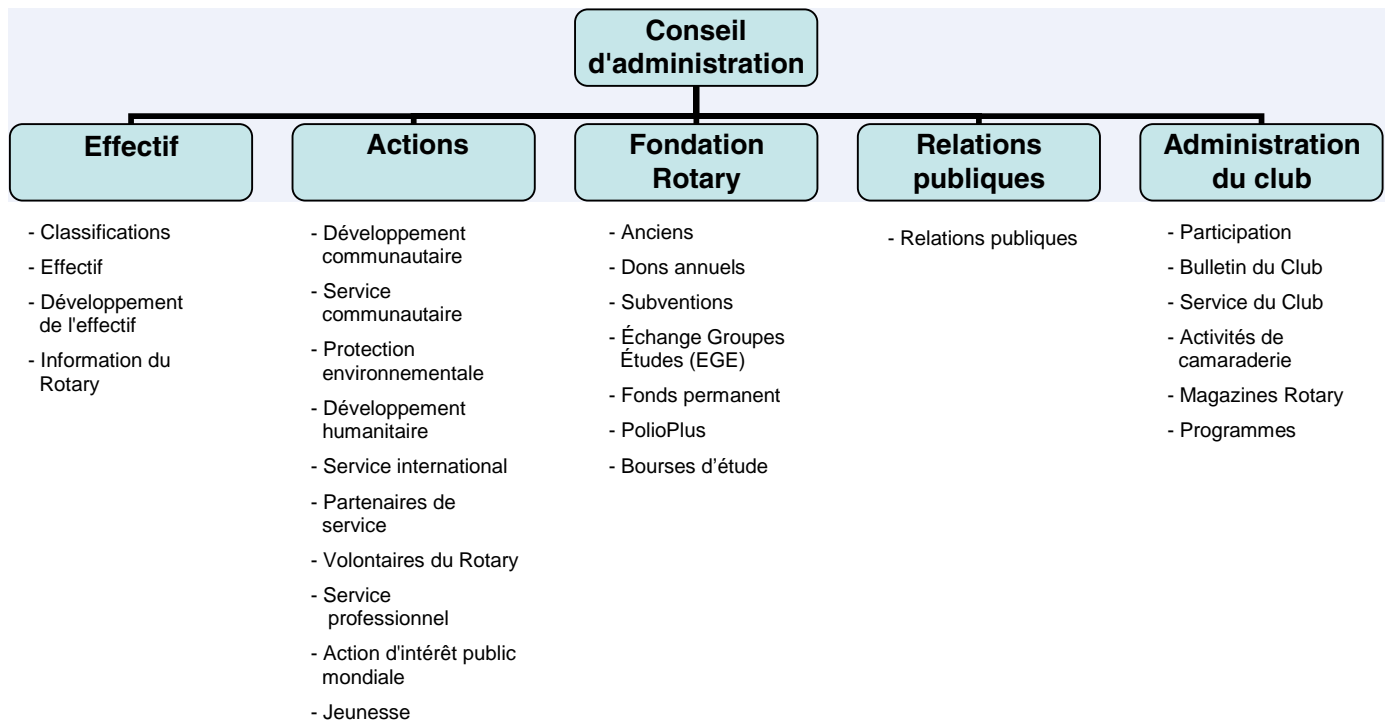 Conseil
d'administration
Effectif
Actions
Fondation
Rotary
Relations
publiques
Administration
du club
- Classifications
- Effectif
- Développement
de l'effectif
- Information du
Rotary
- Développement
communautaire
- Service
communautaire
- Protection
environnementale
- Développement
humanitaire
- Service international
- Partenaires de
service
- Volontaires du Rotary
- Service
professionnel
- Action d'intérêt public
mondiale
- Jeunesse
- Anciens
- Dons annuels
- Subventions
- Échange Groupes
Études (EGE)
- Fonds permanent
- PolioPlus
- Bourses d’étude
- Relations publiques
- Participation
- Bulletin du Club
- Service du Club
- Activités de
camaraderie
- Magazines Rotary
- Programmes